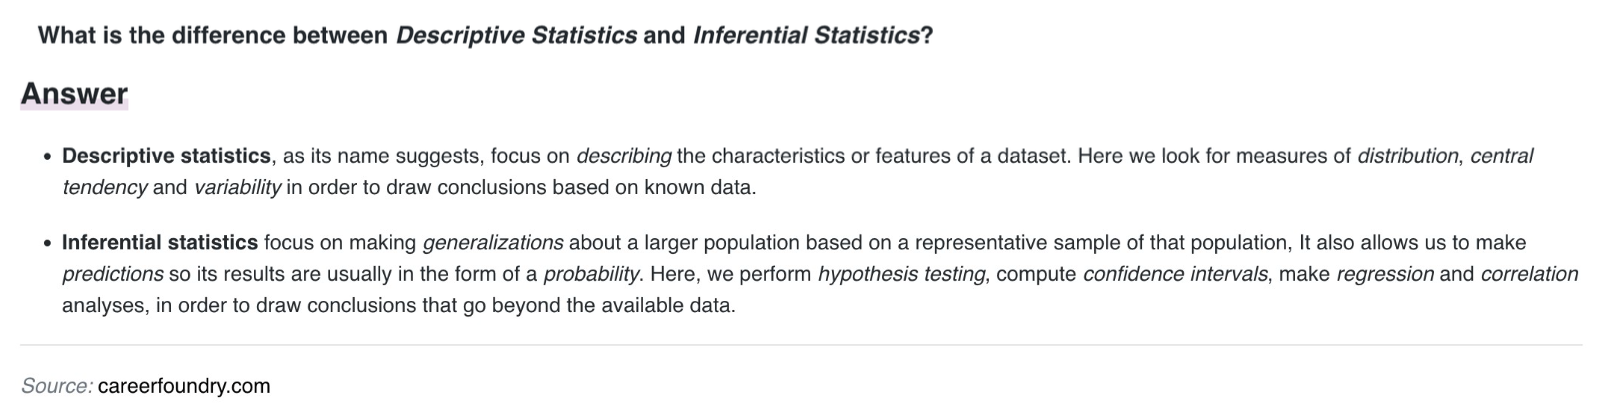 What is the difference between Descriptive Statistics and Inferential Statistics?
Answer
• Descriptive statistics, as its name suggests, focus on describing the characteristics or features of a dataset. Here we look for measures of distribution, central
tendency and variability in order to draw conclusions based on known data.
• Inferential statistics focus on making generalizations about a larger population based on a representative sample of that population, It also allows us to make
predictions so its results are usually in the form of a probability. Here, we perform hypothesis testing, compute confidence intervals, make regression and correlation
analyses, in order to draw conclusions that go beyond the available data.
Source: careerfoundry.com